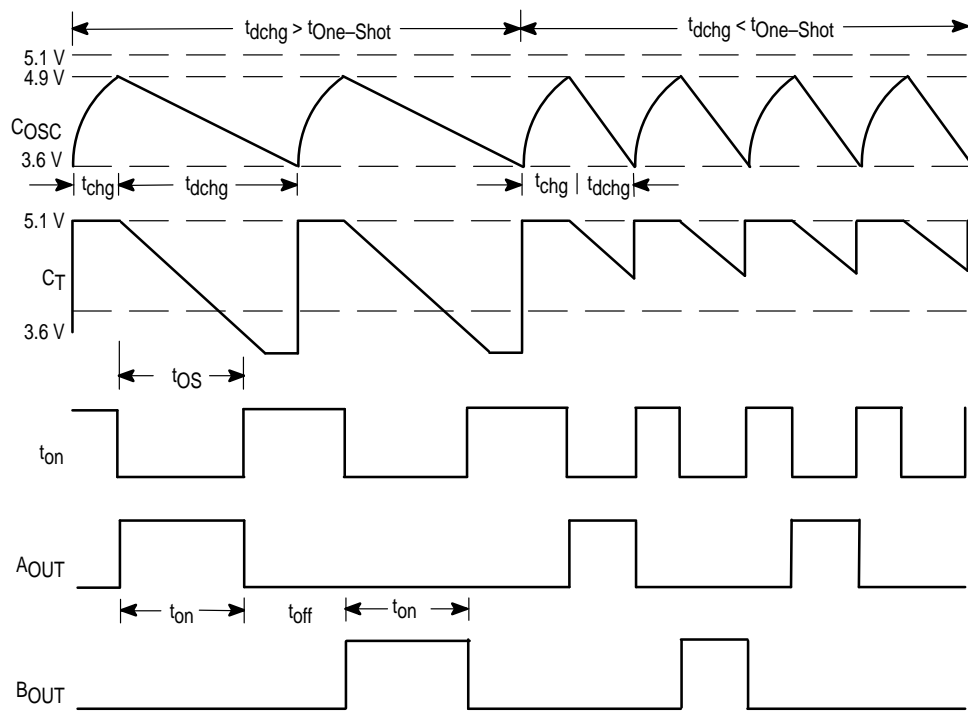 tdchg > tOne–Shot
tdchg < tOne–Shot
5.1 V
4.9 V
COSC
3.6 V
tchg
tdchg
tchg
tdchg
5.1 V
CT
3.6 V
tOS
ton
AOUT
ton
toff
ton
BOUT